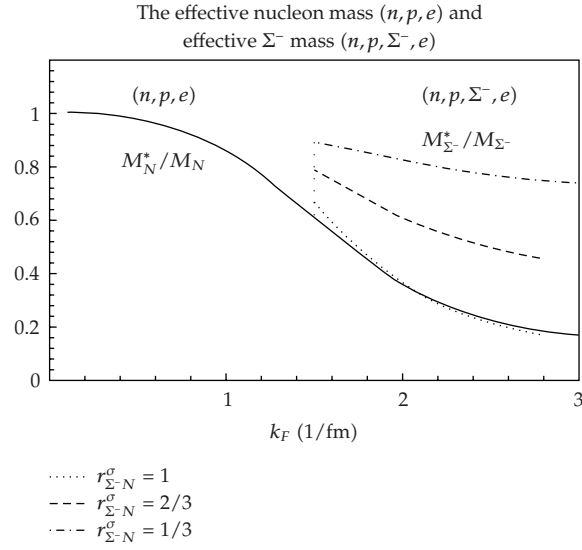 The effective nucleon mass (n, p, e) and
effective Σ⁻ mass (n, p, Σ⁻, e)
(n, p, e)
(n, p, Σ⁻, e)
M*_N/M_N
M*_Σ⁻/M_Σ⁻
1
0.8
0.6
0.4
0.2
0
1
2
3
k_F (1/fm)
r^σ_Σ⁻N = 1
r^σ_Σ⁻N = 2/3
r^σ_Σ⁻N = 1/3